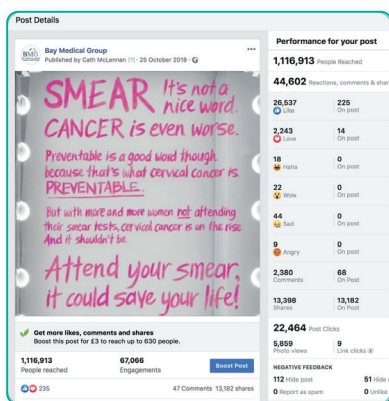 Post Details
BMG
Bay Medical Group
Published by Cath McLennan [?] · 25 October 2018 ·
SMEAR It's not a
nice word.
CANCER is even worse.
Preventable is a good word though
because that's what cervical cancer is
PREVENTABLE.
But with more and more women not attending
their smear tests, cervical cancer is on the rise
And it shouldn't be
Attend your smear,
it could save your life!
Get more likes, comments and shares
Boost this post for £3 to reach up to 630 people.
1,116,913
People reached
67,066
Engagements
Boost Post
235
47 Comments 13,182 shares
Performance for your post
1,116,913 People Reached
44,602 Reactions, comments & shar
26,537
Like
225
On post
2,243
Love
14
On post
18
Haha
0
On post
22
Wow
0
On post
44
Sad
0
On post
9
Angry
0
On post
2,380
Comments
68
On post
13,398
Shares
13,182
On post
22,464 Post Clicks
5,859
Photo views
9
Link clicks
NEGATIVE FEEDBACK
112 Hide post
51 Hide
0 Report as spam
0 Unlike